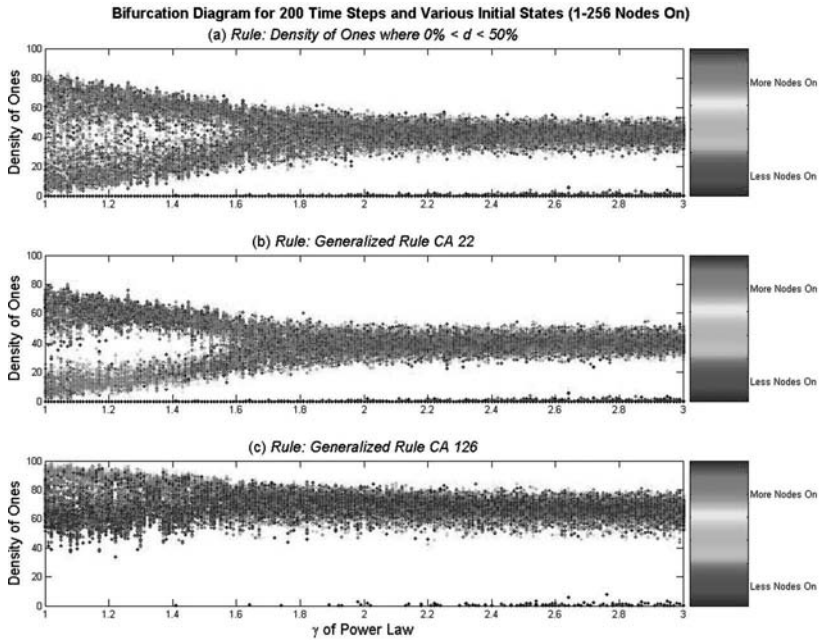 Bifurcation Diagram for 200 Time Steps and Various Initial States (1-256 Nodes On)
(a) Rule: Density of Ones where 0% < d < 50%
Density of Ones
100
80
60
40
20
0
1 1.2 1.4 1.6 1.8 2 2.2 2.4 2.6 2.8 3
More Nodes On
Less Nodes On
(b) Rule: Generalized Rule CA 22
Density of Ones
100
80
60
40
20
0
1 1.2 1.4 1.6 1.8 2 2.2 2.4 2.6 2.8 3
More Nodes On
Less Nodes On
(c) Rule: Generalized Rule CA 126
Density of Ones
100
80
60
40
20
0
1 1.2 1.4 1.6 1.8 2 2.2 2.4 2.6 2.8 3
γ of Power Law
More Nodes On
Less Nodes On